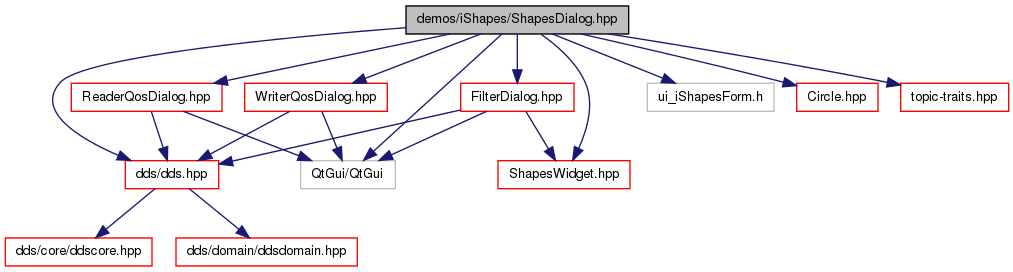 demos/iShapes/ShapesDialog.hpp
ReaderQosDialog.hpp
WriterQosDialog.hpp
FilterDialog.hpp
ui_iShapesForm.h
Circle.hpp
topic-traits.hpp
dds/dds.hpp
QtGui/QtGui
ShapesWidget.hpp
dds/core/ddscore.hpp
dds/domain/ddsdomain.hpp